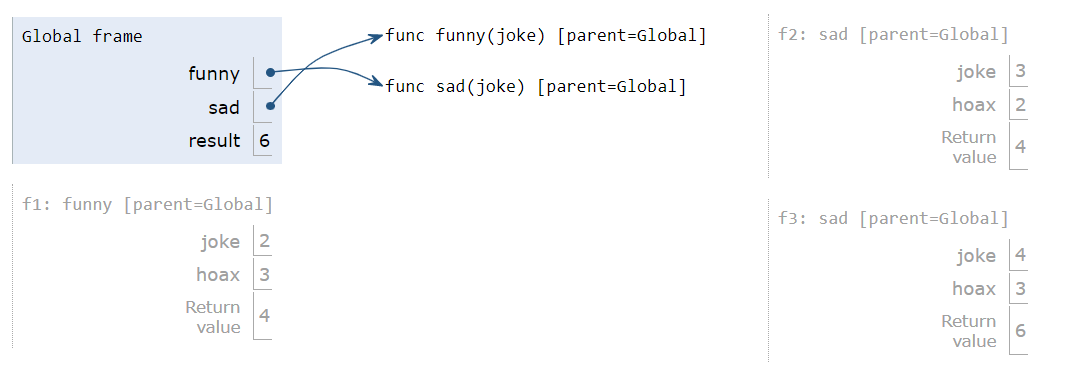 Global frame
funny
sad
result 6
func funny(joke) [parent=Global]
func sad(joke) [parent=Global]
f1: funny [parent=Global]
joke 2
hoax 3
Return
value 4
f2: sad [parent=Global]
joke 3
hoax 2
Return
value 4
f3: sad [parent=Global]
joke 4
hoax 3
Return
value 6